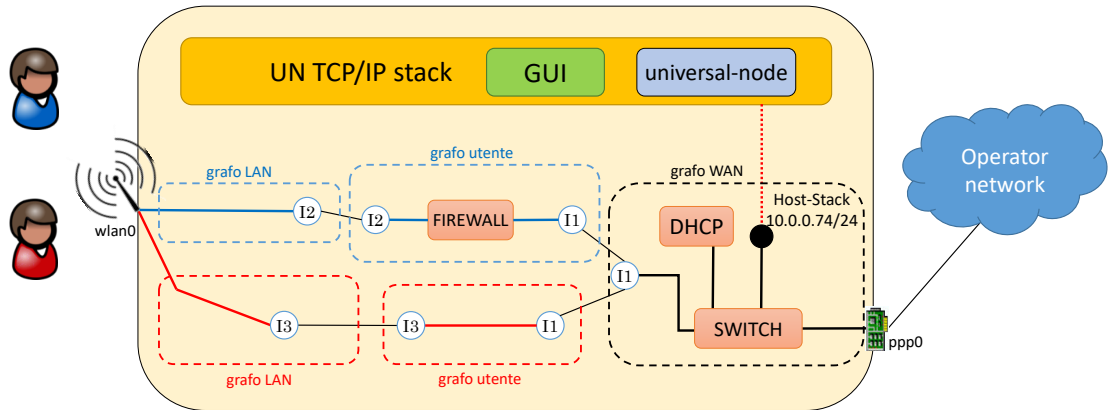 UN TCP/IP stack
GUI
universal-node
grafo LAN
grafo utente
grafo WAN
Host-Stack
10.0.0.74/24
Operator
network
wlan0
I2
I2
FIREWALL
I1
DHCP
I1
I3
I3
I1
SWITCH
ppp0
grafo LAN
grafo utente